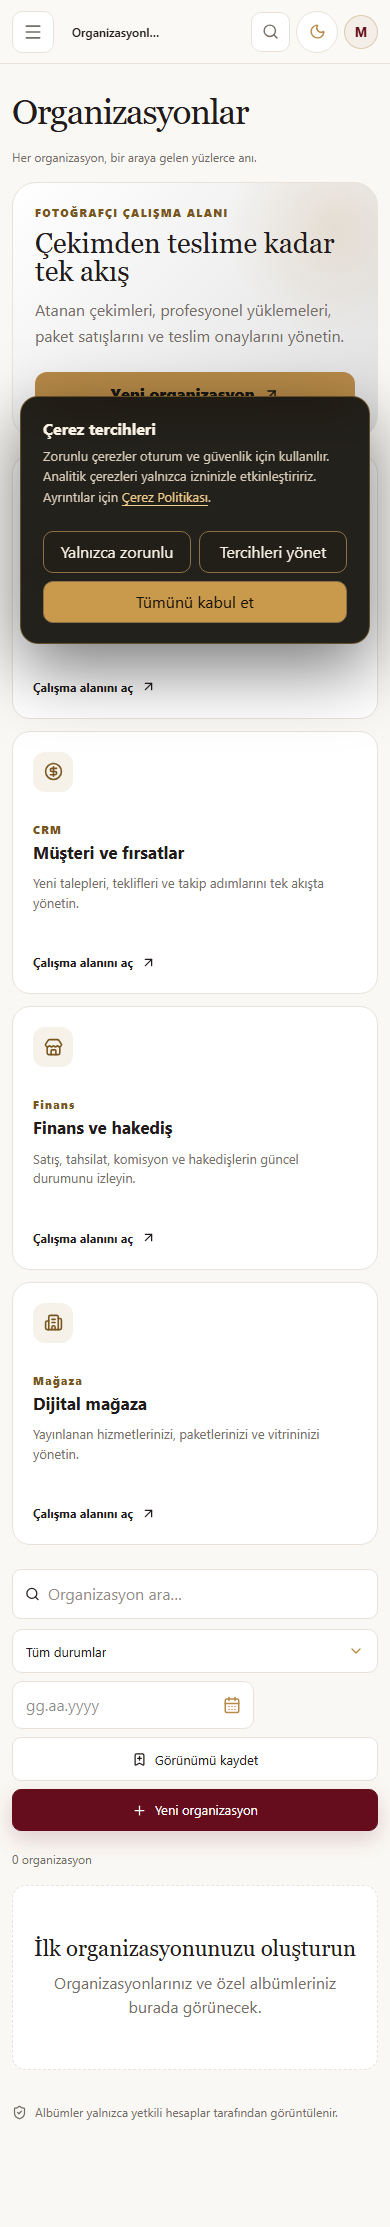 Organizasyonl...
M
Organizasyonlar
Her organizasyon, bir araya gelen yüzlerce anı.
FOTOĞRAFÇI ÇALIŞMA ALANI
Çekimden teslime kadar
tek akış
Atanan çekimleri, profesyonel yüklemeleri,
paket satışlarını ve teslim onaylarını yönetin.
Yeni organizasyon
Çerez tercihleri
Zorunlu çerezler oturum ve güvenlik için kullanılır.
Analitik çerezleri yalnızca izninizle etkinleştiririz.
Ayrıntılar için Çerez Politikası.
Yalnızca zorunlu
Tercihleri yönet
Tümünü kabul et
Çalışma alanını aç
CRM
Müşteri ve fırsatlar
Yeni talepleri, teklifleri ve takip adımlarını tek akışta
yönetin.
Çalışma alanını aç
Finans
Finans ve hakediş
Satış, tahsilat, komisyon ve hakedişlerin güncel
durumunu izleyin.
Çalışma alanını aç
Mağaza
Dijital mağaza
Yayınlanan hizmetlerinizi, paketlerinizi ve vitrininizi
yönetin.
Çalışma alanını aç
Organizasyon ara...
Tüm durumlar
gg.aa.yyyy
Görünümü kaydet
Yeni organizasyon
0 organizasyon
İlk organizasyonunuzu oluşturun
Organizasyonlarınız ve özel albümleriniz
burada görünecek.
Albümler yalnızca yetkili hesaplar tarafından görüntülenir.